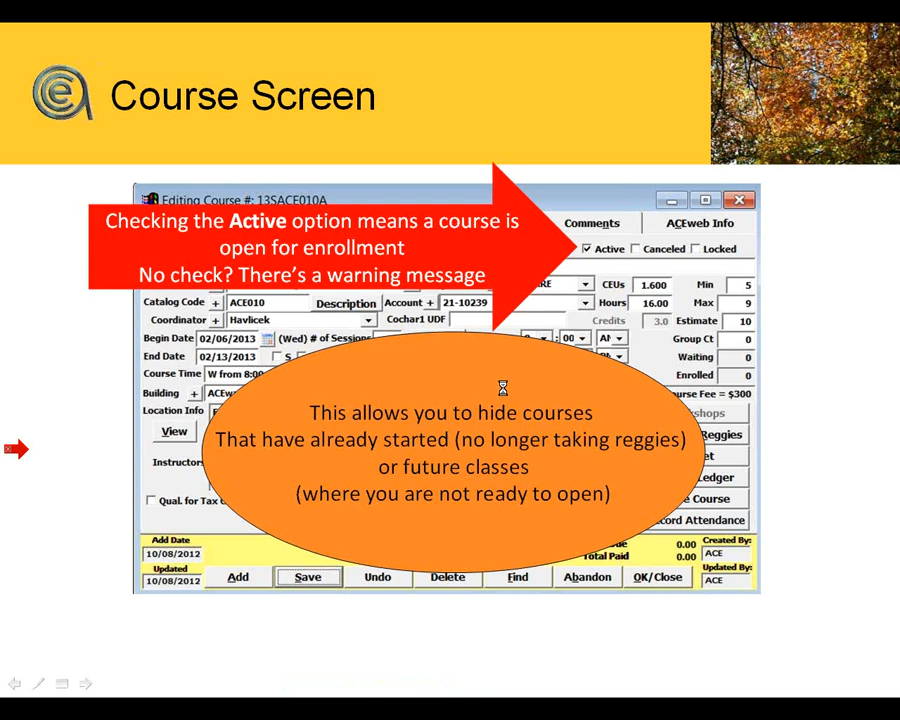 Course Screen
Editing Course #: 13SACE010A
Checking the Active option means a course is
open for enrollment
No check? There's a warning message
Comments ACEweb Info
Active Canceled Locked
CEUs 1.600 Min 5
Catalog Code + ACE010 Description Account + 21-10239 Hours 16.00 Max 9
Coordinator + Havlicek Cochar1 UDF Credits 3.0 Estimate 10
Begin Date 02/06/2013 (Wed) # of Sessions : 00 Group Ct 0
End Date 02/13/2013 S Waiting 0
Course Time W from 8:00 Enrolled 0
Building + Fee = $300
Location Info
View Reggies
This allows you to hide courses
That have already started (no longer taking reggies)
or future classes
(where you are not ready to open)
Instructors Ledger
Qual. for Tax Course
Attendance
Add Date 0.00 Created By:
10/08/2012 Total Paid 0.00 ACE
Updated Updated By:
10/08/2012 Add Save Undo Delete Find Abandon OK/Close ACE